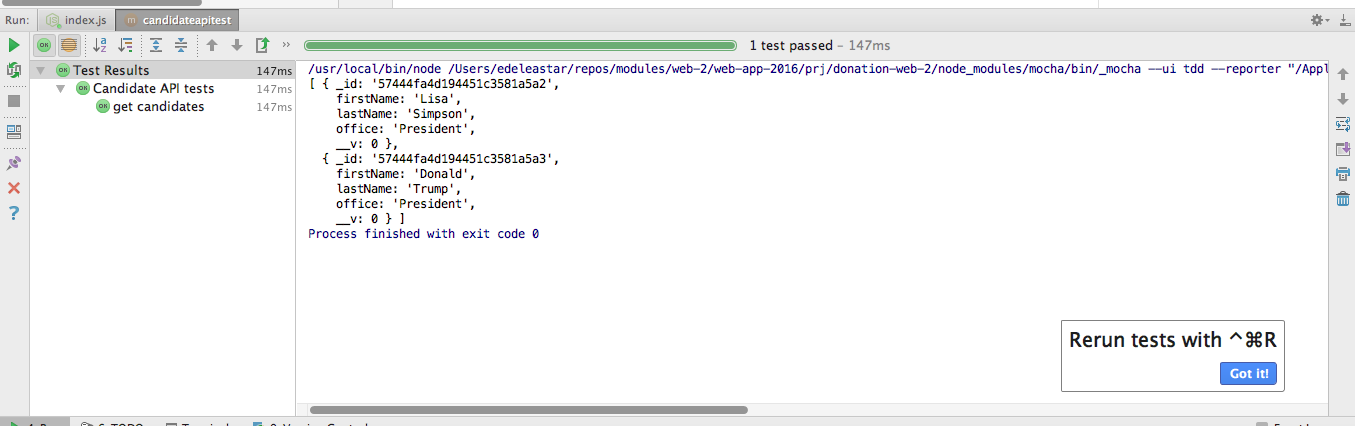 Run: index.js candidateapitest
1 test passed – 147ms
Test Results 147ms
Candidate API tests 147ms
get candidates 147ms
/usr/local/bin/node /Users/edeleastar/repos/modules/web-2/web-app-2016/prj/donation-web-2/node_modules/mocha/bin/_mocha --ui tdd --reporter "/Appl
[ { _id: '57444fa4d194451c3581a5a2',
firstName: 'Lisa',
lastName: 'Simpson',
office: 'President',
__v: 0 },
{ _id: '57444fa4d194451c3581a5a3',
firstName: 'Donald',
lastName: 'Trump',
office: 'President',
__v: 0 } ]
Process finished with exit code 0
Rerun tests with ^⌘R
Got it!